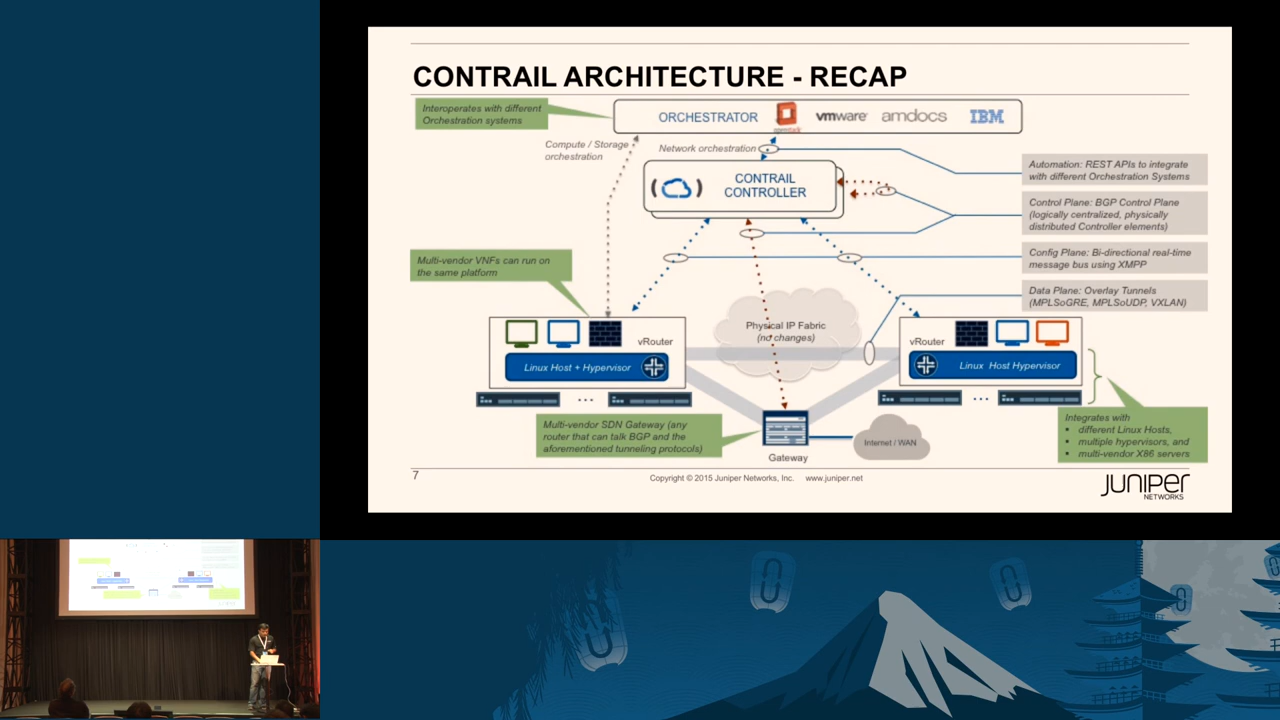 CONTRAIL ARCHITECTURE - RECAP
Interoperates with different
Orchestration systems
ORCHESTRATOR
openstack
vmware
amdocs
IBM
Compute / Storage
orchestration
Network orchestration
CONTRAIL
CONTROLLER
Automation: REST APIs to integrate
with different Orchestration Systems
Control Plane: BGP Control Plane
(logically centralized, physically
distributed Controller elements)
Config Plane: Bi-directional real-time
message bus using XMPP
Data Plane: Overlay Tunnels
(MPLSoGRE, MPLSoUDP, VXLAN)
Multi-vendor VNFs can run on
the same platform
Physical IP Fabric
(no changes)
vRouter
Linux Host + Hypervisor
...
vRouter
Linux Host Hypervisor
...
Multi-vendor SDN Gateway (any
router that can talk BGP and the
aforementioned tunneling protocols)
Gateway
Internet / WAN
Integrates with
• different Linux Hosts,
• multiple hypervisors, and
• multi-vendor X86 servers
7
Copyright © 2015 Juniper Networks, Inc. www.juniper.net
JUNIPER
NETWORKS